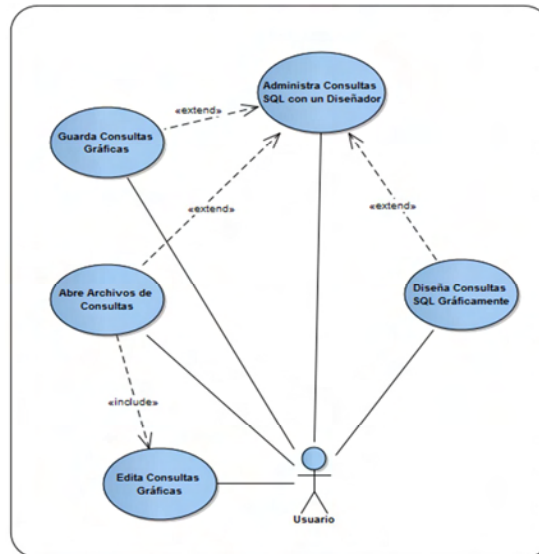 Administra Consultas
SQL con un Diseñador
«extend»
Guarda Consultas
Gráficas
«extend»
«extend»
Abre Archivos de
Consultas
Diseña Consultas
SQL Gráficamente
«include»
Edita Consultas
Gráficas
Usuario